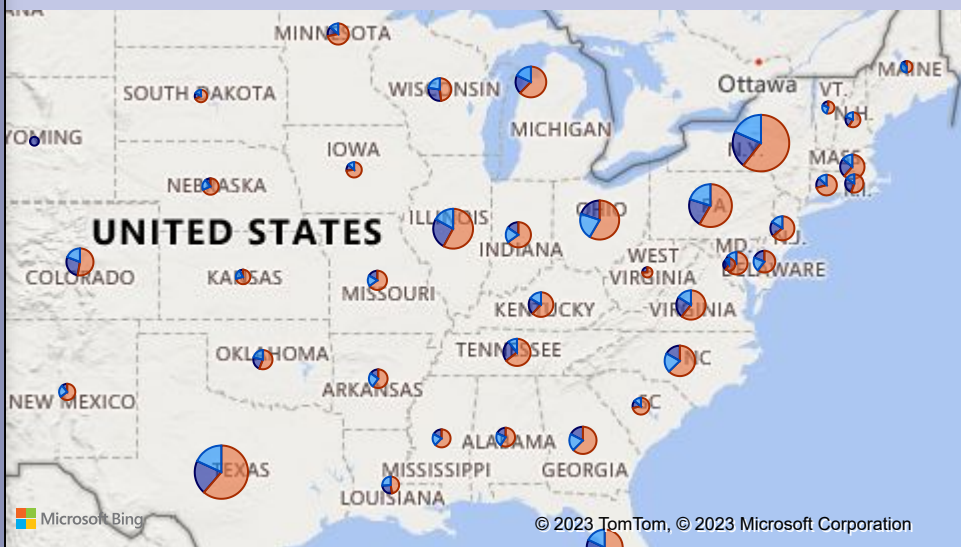 ANA
MINNESOTA
MAINE
Ottawa
VT.
SOUTH DAKOTA
WISCONSIN
N.H.
MICHIGAN
YOMING
IOWA
N.Y.
MASS.
NEBRASKA
R.I.
PA
UNITED STATES
ILLINOIS
OHIO
INDIANA
N.J.
MD.
WEST
VIRGINIA
DELAWARE
COLORADO
KANSAS
MISSOURI
KENTUCKY
VIRGINIA
OKLAHOMA
TENNESSEE
NC
ARKANSAS
NEW MEXICO
SC
ALABAMA
TEXAS
MISSISSIPPI
GEORGIA
LOUISIANA
Microsoft Bing
© 2023 TomTom, © 2023 Microsoft Corporation